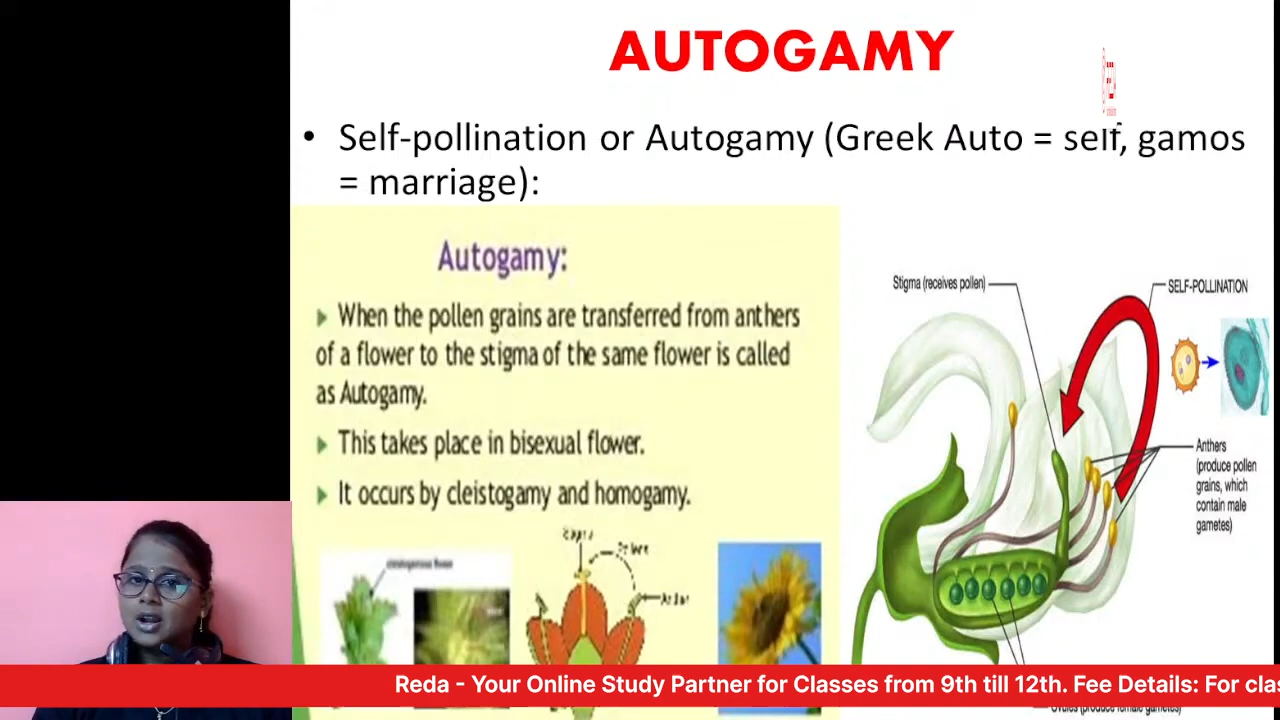 AUTOGAMY
• Self-pollination or Autogamy (Greek Auto = self, gamos
= marriage):
Autogamy:
When the pollen grains are transferred from anthers
of a flower to the stigma of the same flower is called
as Autogamy.
This takes place in bisexual flower.
It occurs by cleistogamy and homogamy.
Stigma (receives pollen)
SELF-POLLINATION
Anthers
(produce pollen
grains, which
contain male
gametes)
Reda - Your Online Study Partner for Classes from 9th till 12th. Fee Details: For clas